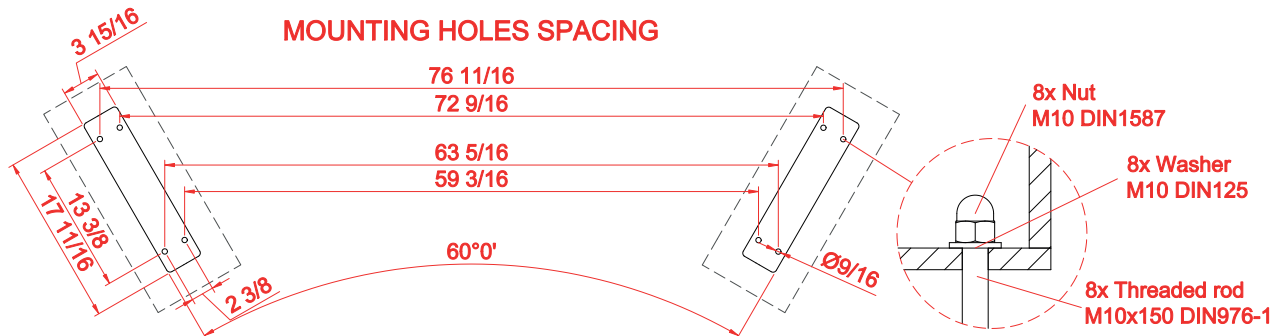 MOUNTING HOLES SPACING
3 15/16
76 11/16
72 9/16
63 5/16
59 3/16
13 3/8
17 11/16
60°0'
2 3/8
Ø9/16
8x Nut
M10 DIN1587
8x Washer
M10 DIN125
8x Threaded rod
M10x150 DIN976-1